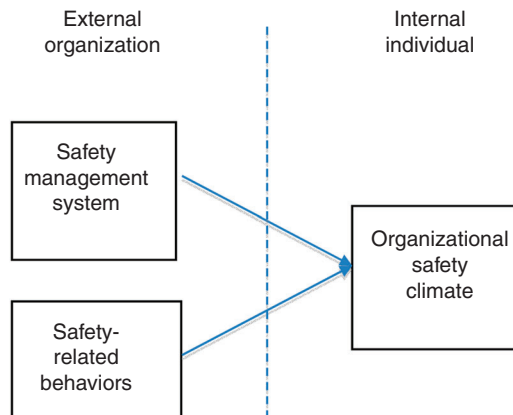 External
organization
Internal
individual
Safety
management
system
Organizational
safety
climate
Safety-
related
behaviors